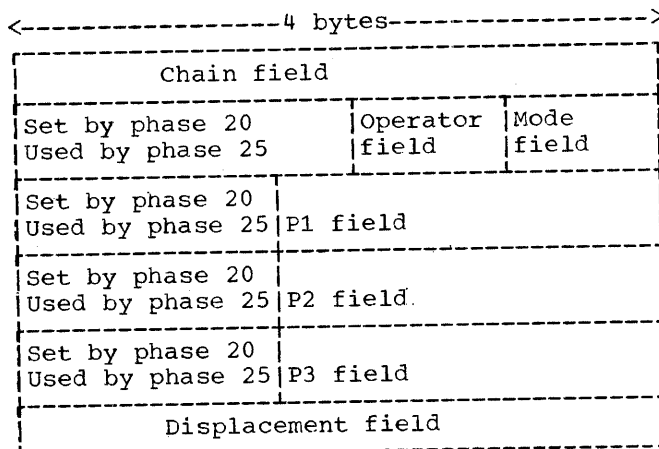 4 bytes
Chain field
Set by phase 20 Operator Mode
Used by phase 25 field field
Set by phase 20
Used by phase 25 P1 field
Set by phase 20
Used by phase 25 P2 field
Set by phase 20
Used by phase 25 P3 field
Displacement field